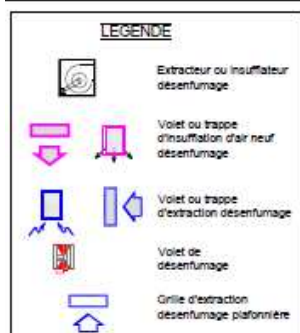 LEGENDE
Extracteur ou insufflateur
désenfumage
Volet ou trappe
d'insufflation d'air neuf
désenfumage
Volet ou trappe
d'extraction désenfumage
Volet de
désenfumage
Grille d'extraction
désenfumage plafonnière